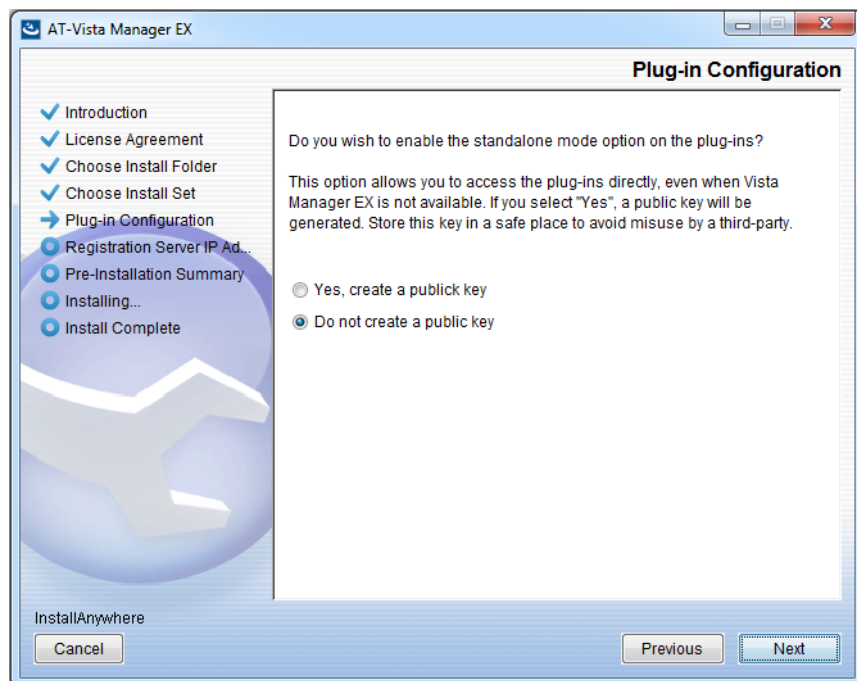 AT-Vista Manager EX
Plug-in Configuration
Introduction
License Agreement
Choose Install Folder
Choose Install Set
Plug-in Configuration
Registration Server IP Ad...
Pre-Installation Summary
Installing...
Install Complete
Do you wish to enable the standalone mode option on the plug-ins?
This option allows you to access the plug-ins directly, even when Vista
Manager EX is not available. If you select "Yes", a public key will be
generated. Store this key in a safe place to avoid misuse by a third-party.
Yes, create a publick key
Do not create a public key
InstallAnywhere
Cancel
Previous
Next